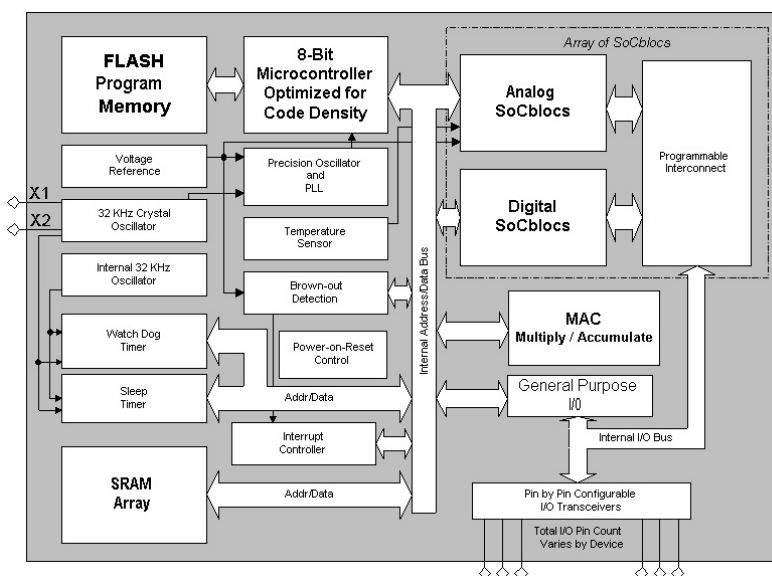 FLASH
Program
Memory
8-Bit
Microcontroller
Optimized for
Code Density
Array of SoCblocs
Analog
SoCblocs
Programmable
Interconnect
Voltage
Reference
Precision Oscillator
and
PLL
X1
X2
32 KHz Crystal
Oscillator
Digital
SoCblocs
Temperature
Sensor
Internal 32 KHz
Oscillator
Brown-out
Detection
Internal Address/Data Bus
Watch Dog
Timer
Power-on-Reset
Control
MAC
Multiply / Accumulate
Sleep
Timer
Addr/Data
General Purpose
I/0
Interrupt
Controller
Internal I/O Bus
SRAM
Array
Addr/Data
Pin by Pin Configurable
I/O Transceivers
Total I/O Pin Count
Varies by Device